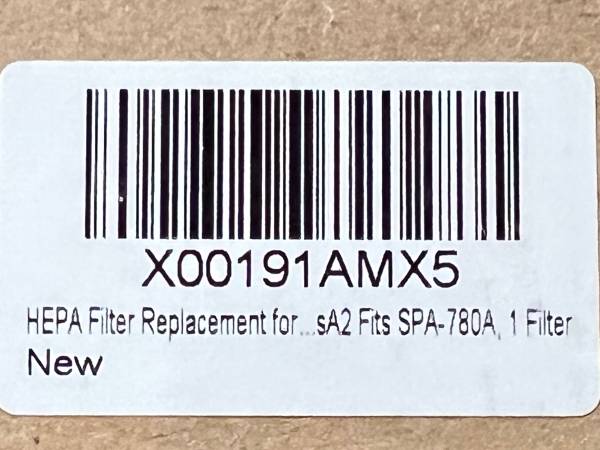 X00191AMX5
HEPA Filter Replacement for...sA2 Fits SPA-780A, 1 Filter
New